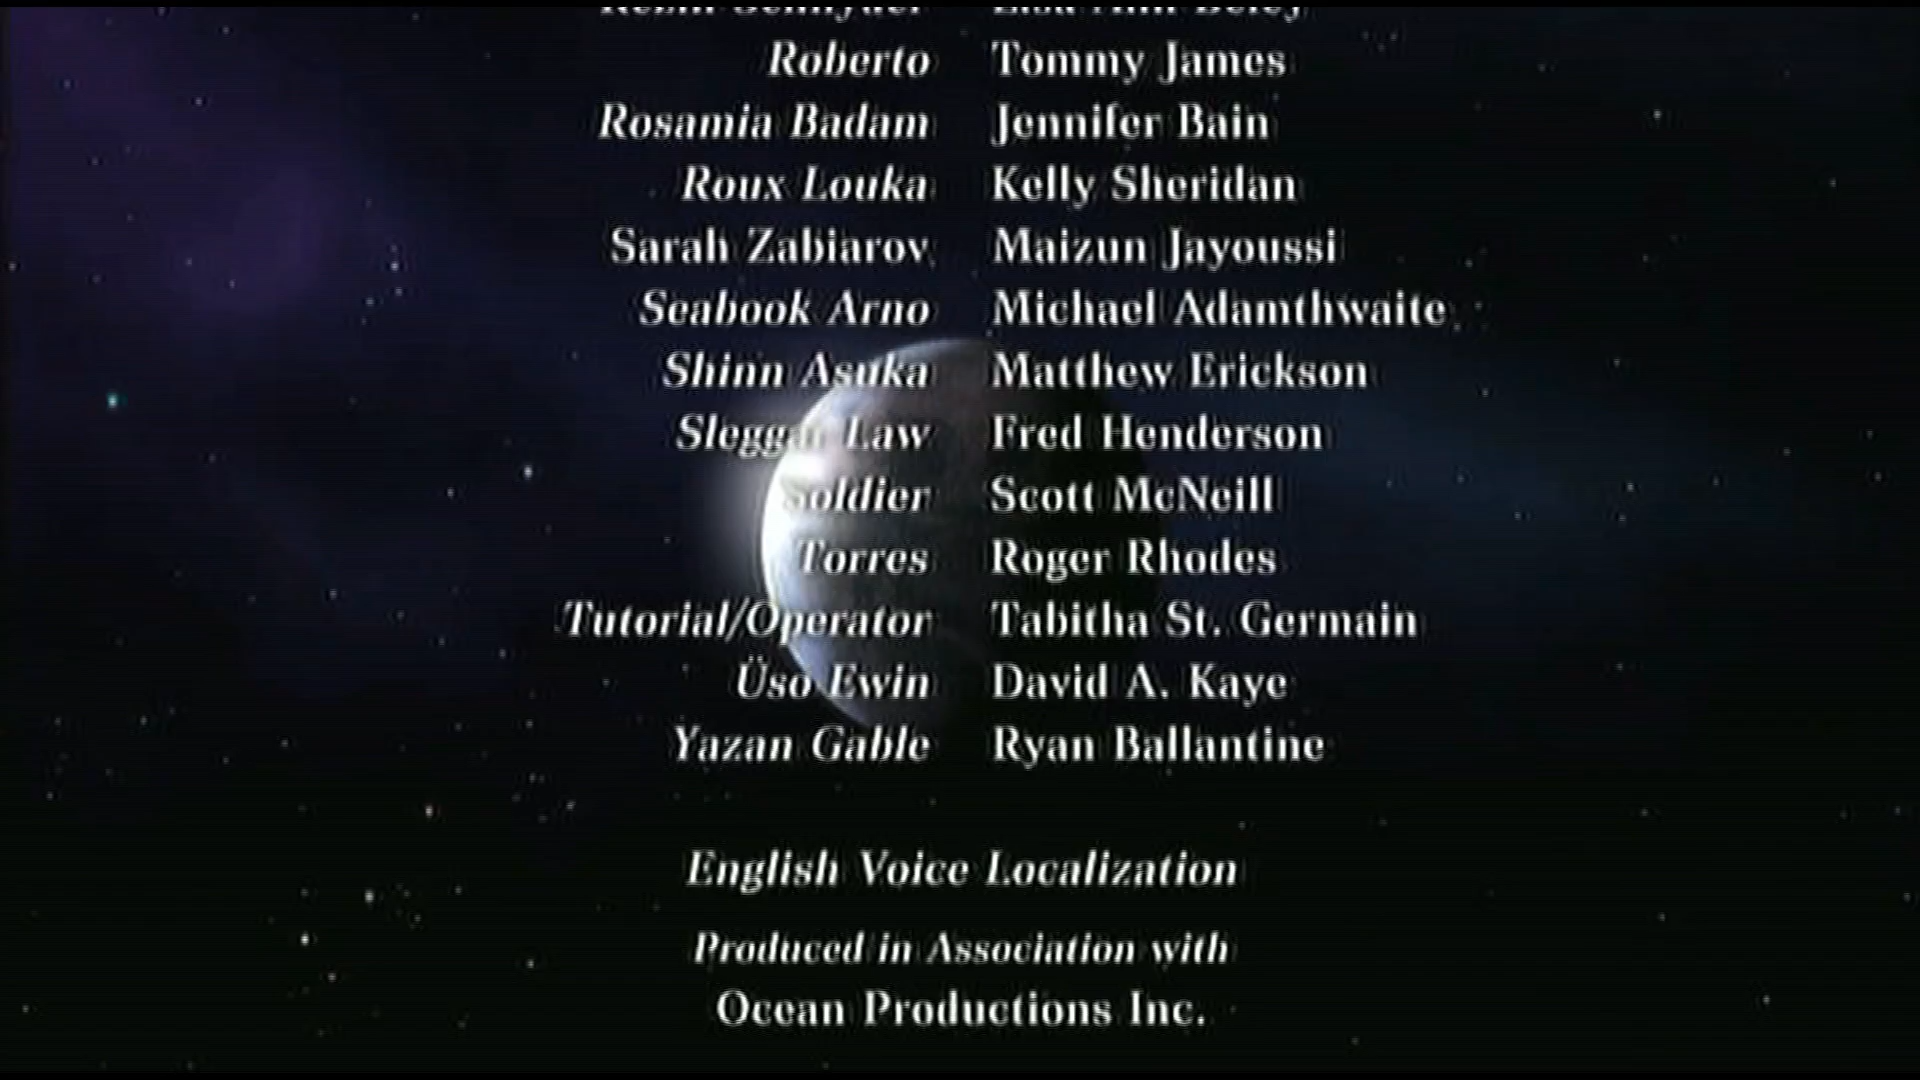 Roberto Tommy James
Rosamia Badam Jennifer Bain
Roux Louka Kelly Sheridan
Sarah Zabiarov Maizun Jayoussi
Seabook Arno Michael Adamthwaite
Shinn Asuka Matthew Erickson
Sleggar Law Fred Henderson
Soldier Scott McNeill
Torres Roger Rhodes
Tutorial/Operator Tabitha St. Germain
Üso Ewin David A. Kaye
Yazan Gable Ryan Ballantine
English Voice Localization
Produced in Association with
Ocean Productions Inc.